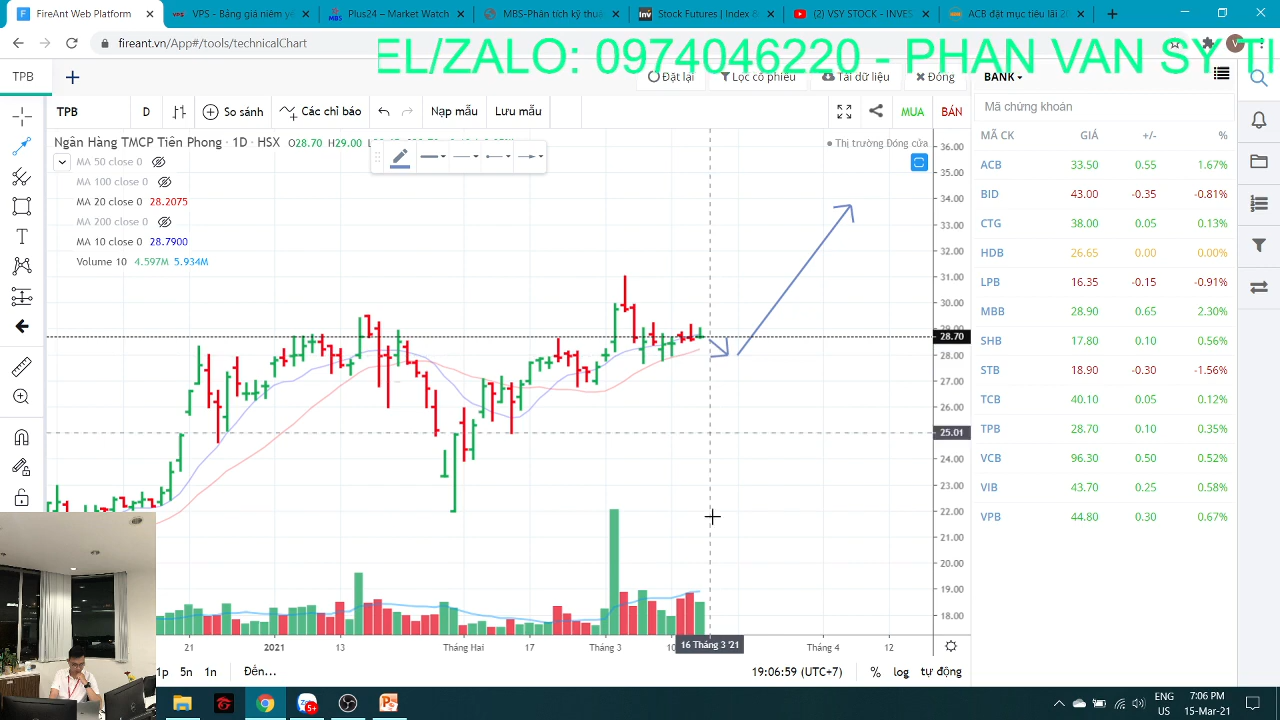 VPS - Bảng giá niêm y
Plus24 – Market Watch
MBS-Phân tích kỹ thuậ
Stock Futures | Index
(2) VSY STOCK - INVES
ACB đặt mục tiêu lãi 20
fireant.vn/App#/tools/technicalChart
EL/ZALO: 0974046220 - PHAN VAN SY TI
TPB
Đặt lại
Lọc cổ phiếu
Tải dữ liệu
Đóng
BANK
TPB
D
So sánh
Các chỉ báo
Nạp mẫu
Lưu mẫu
MUA
BÁN
Mã chứng khoán
Ngân Hàng TMCP Tiên Phong · 1D · HSX O28.70 H29.00
Thị trường Đóng cửa
MA 50 close 0
MA 100 close 0
MA 20 close 0 28.2075
MA 200 close 0
MA 10 close 0 28.7900
Volume 10 4.597M 5.934M
36.00
35.00
34.00
33.00
32.00
31.00
30.00
29.00
28.70
28.00
27.00
26.00
25.01
24.00
23.00
22.00
21.00
20.00
19.00
18.00
MÃ CK GIÁ +/- %
ACB 33.50 0.55 1.67%
BID 43.00 -0.35 -0.81%
CTG 38.00 0.05 0.13%
HDB 26.65 0.00 0.00%
LPB 16.35 -0.15 -0.91%
MBB 28.90 0.65 2.30%
SHB 17.80 0.10 0.56%
STB 18.90 -0.30 -1.56%
TCB 40.10 0.05 0.12%
TPB 28.70 0.10 0.35%
VCB 96.30 0.50 0.52%
VIB 43.70 0.25 0.58%
VPB 44.80 0.30 0.67%
21 2021 13 Tháng Hai 17 Tháng 3 16 Tháng 3 '21 Tháng 4 12
1p 5n 1n Đến...
19:06:59 (UTC+7) % log tự động
5+
ENG
US
7:06 PM
15-Mar-21